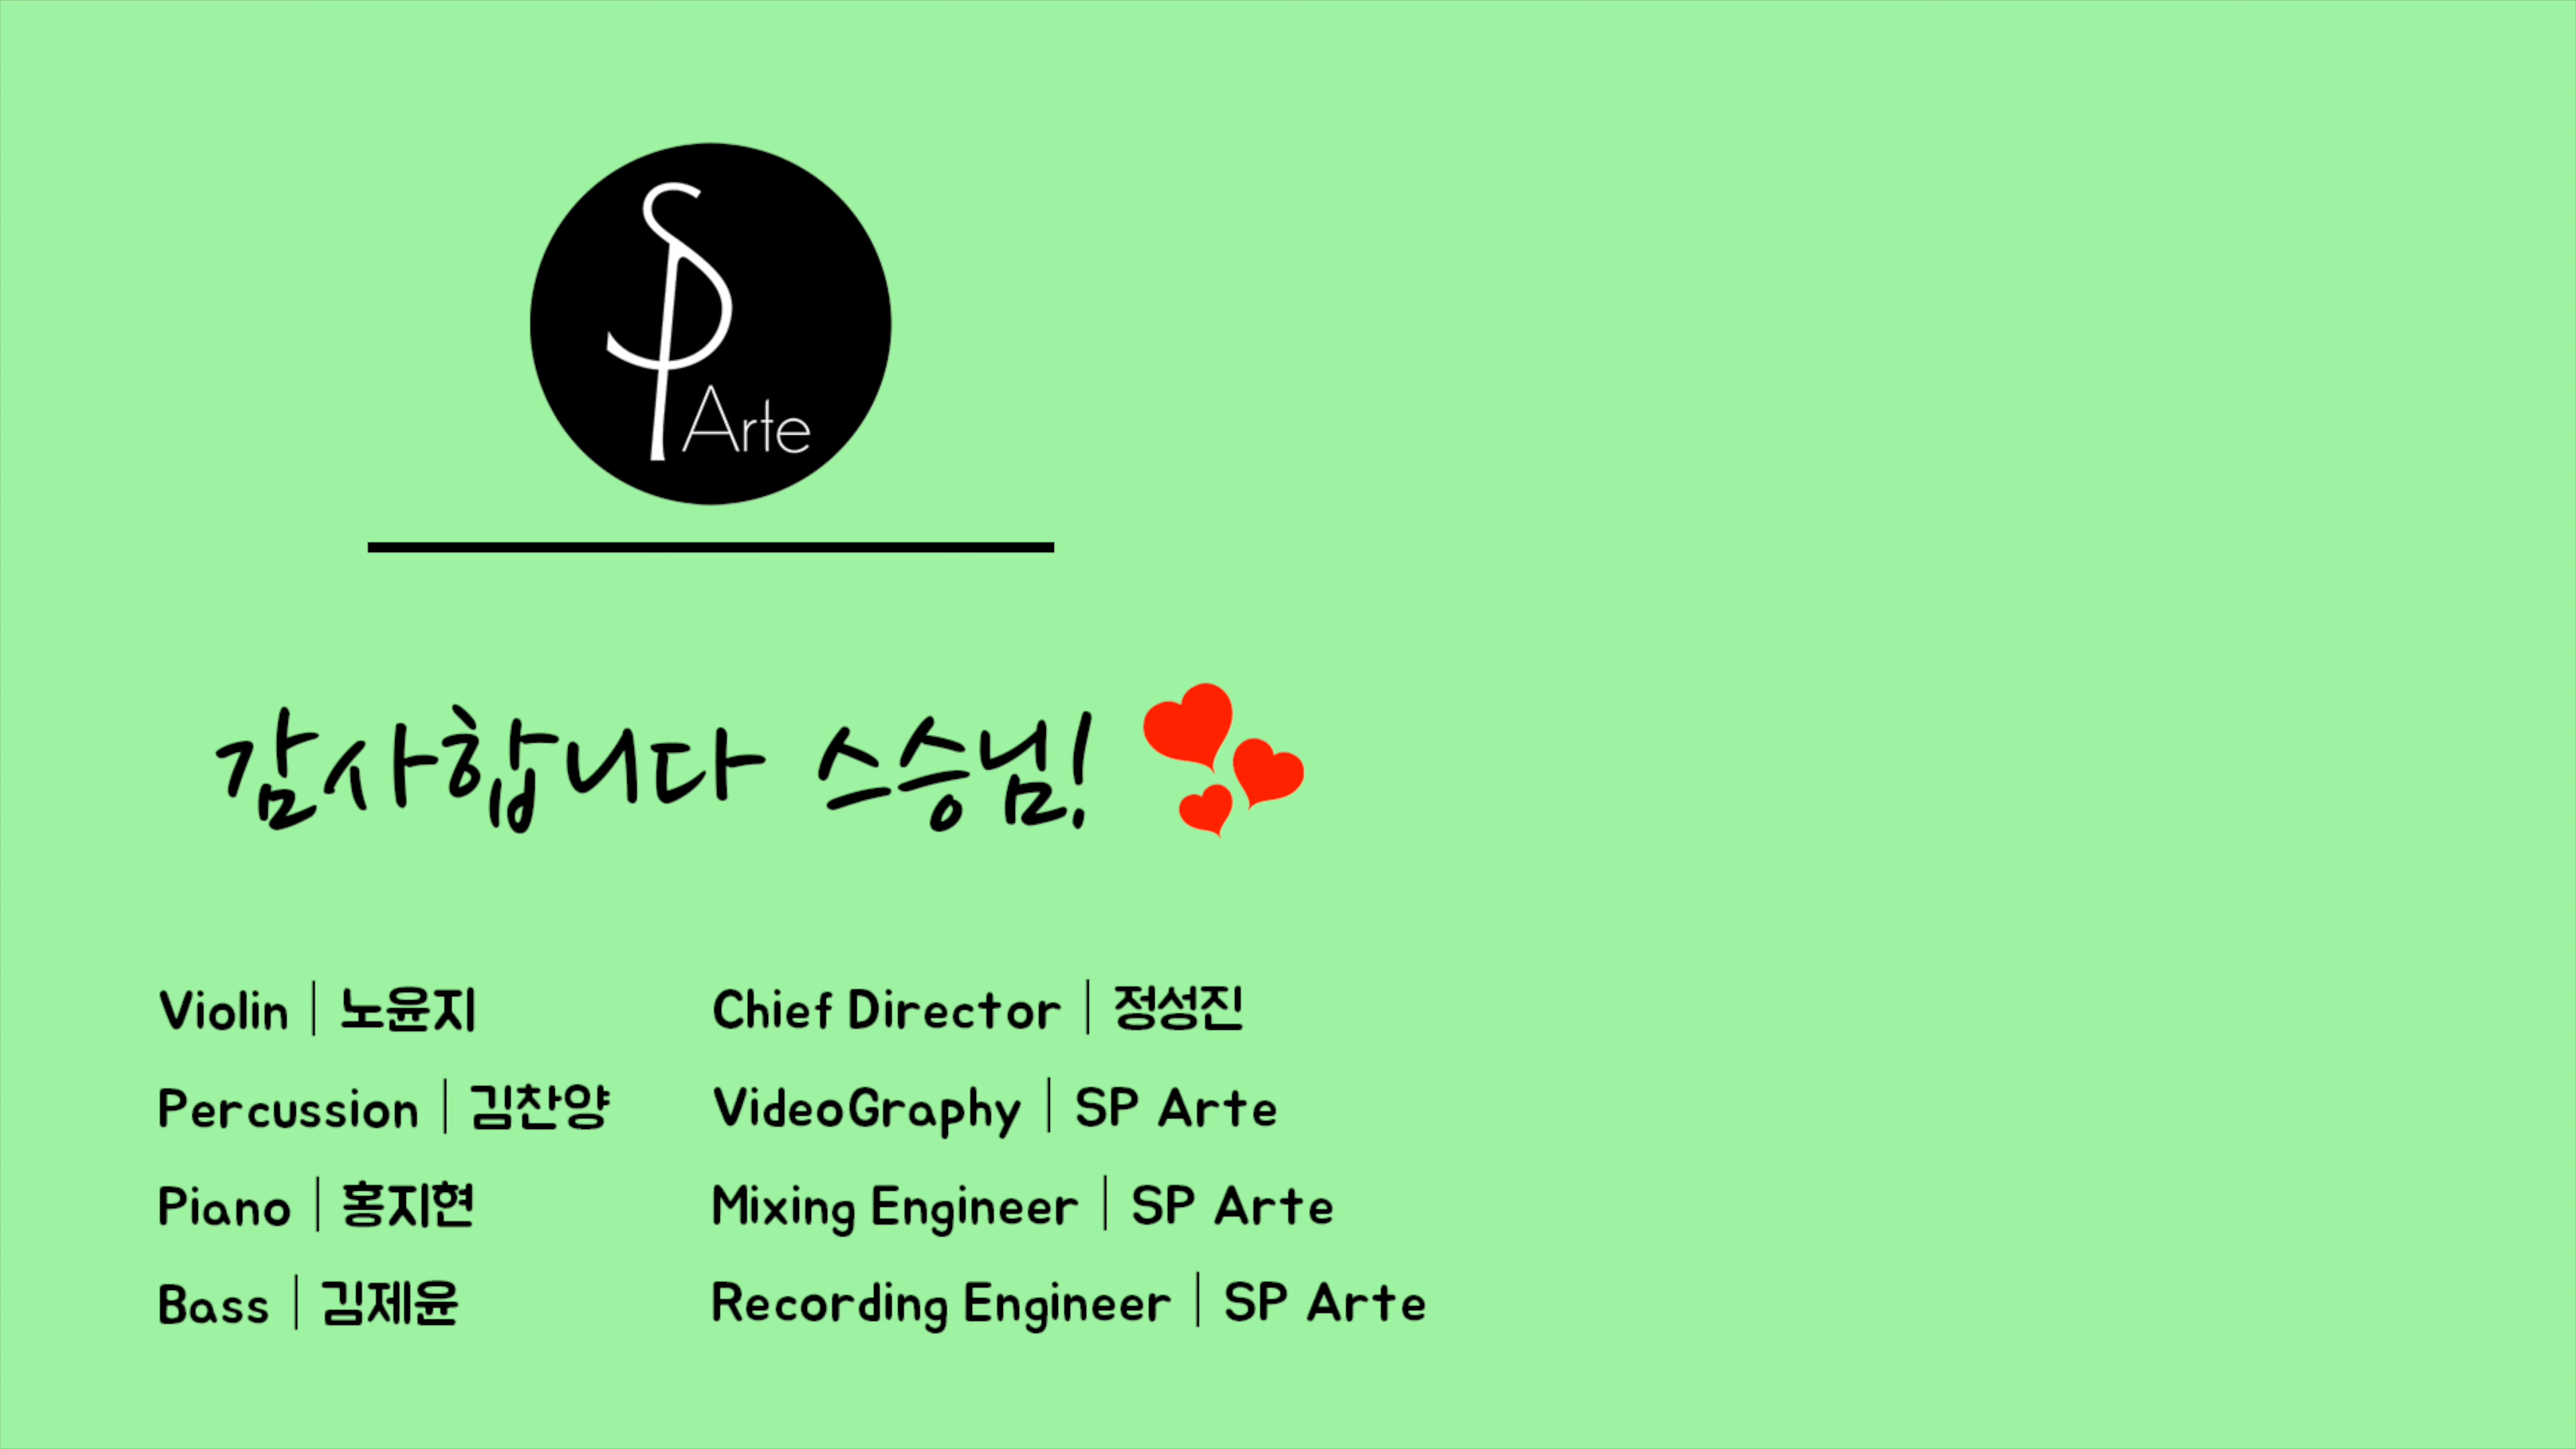 SP Arte
감사합니다 스승님!
Violin | 노윤지
Percussion | 김찬양
Piano | 홍지현
Bass | 김제윤
Chief Director | 정성진
VideoGraphy | SP Arte
Mixing Engineer | SP Arte
Recording Engineer | SP Arte